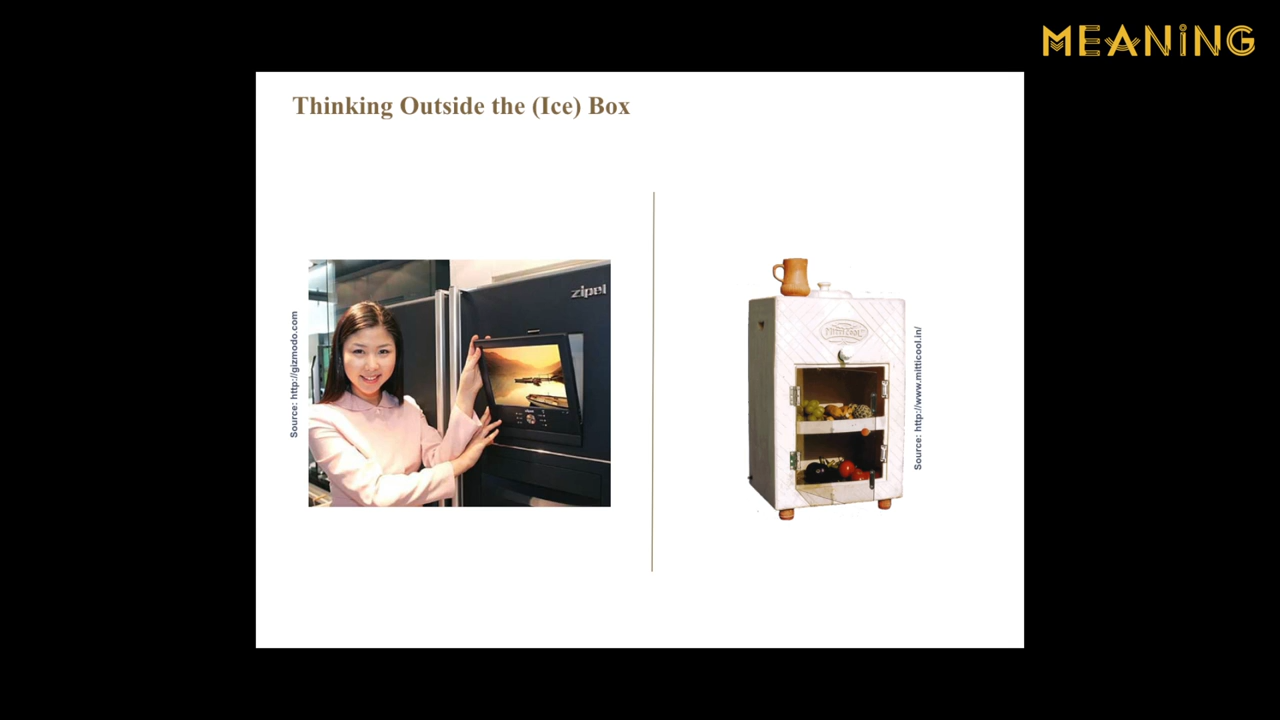 MEANiNG
Thinking Outside the (Ice) Box
Source: http://gizmodo.com
zipel
MITTICOOL
Source: http://www.mitticool.in/